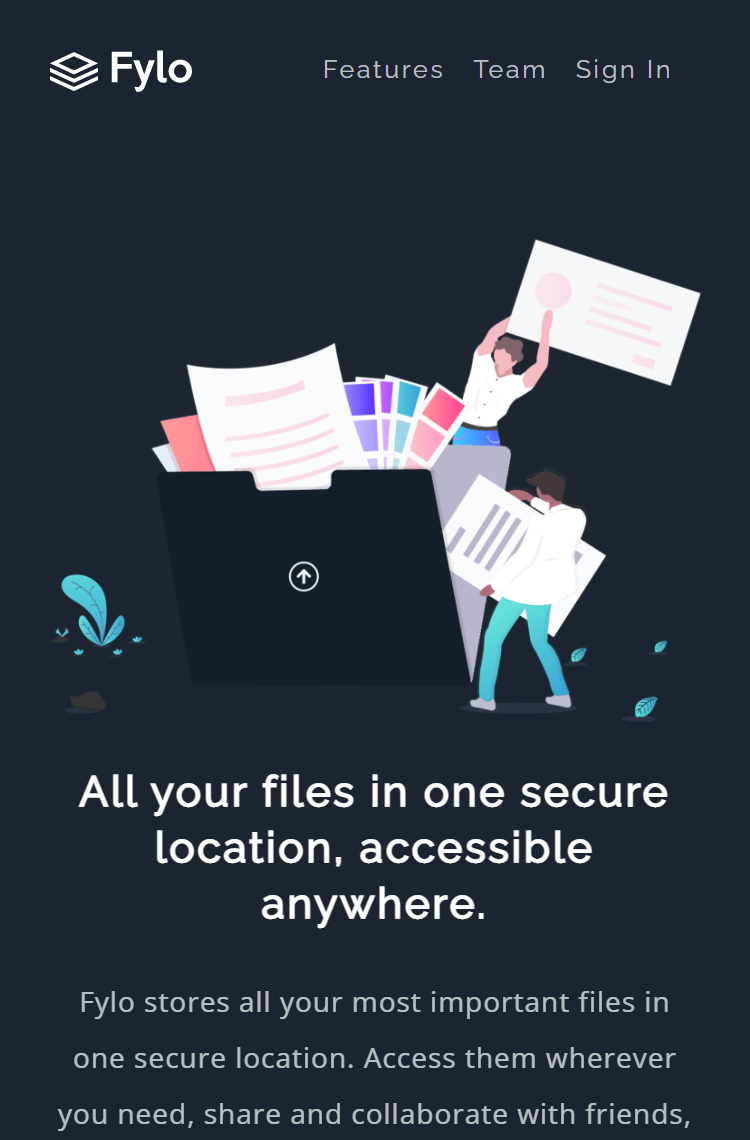 Fylo
Features Team Sign In
All your files in one secure
location, accessible
anywhere.
Fylo stores all your most important files in
one secure location. Access them wherever
you need, share and collaborate with friends,